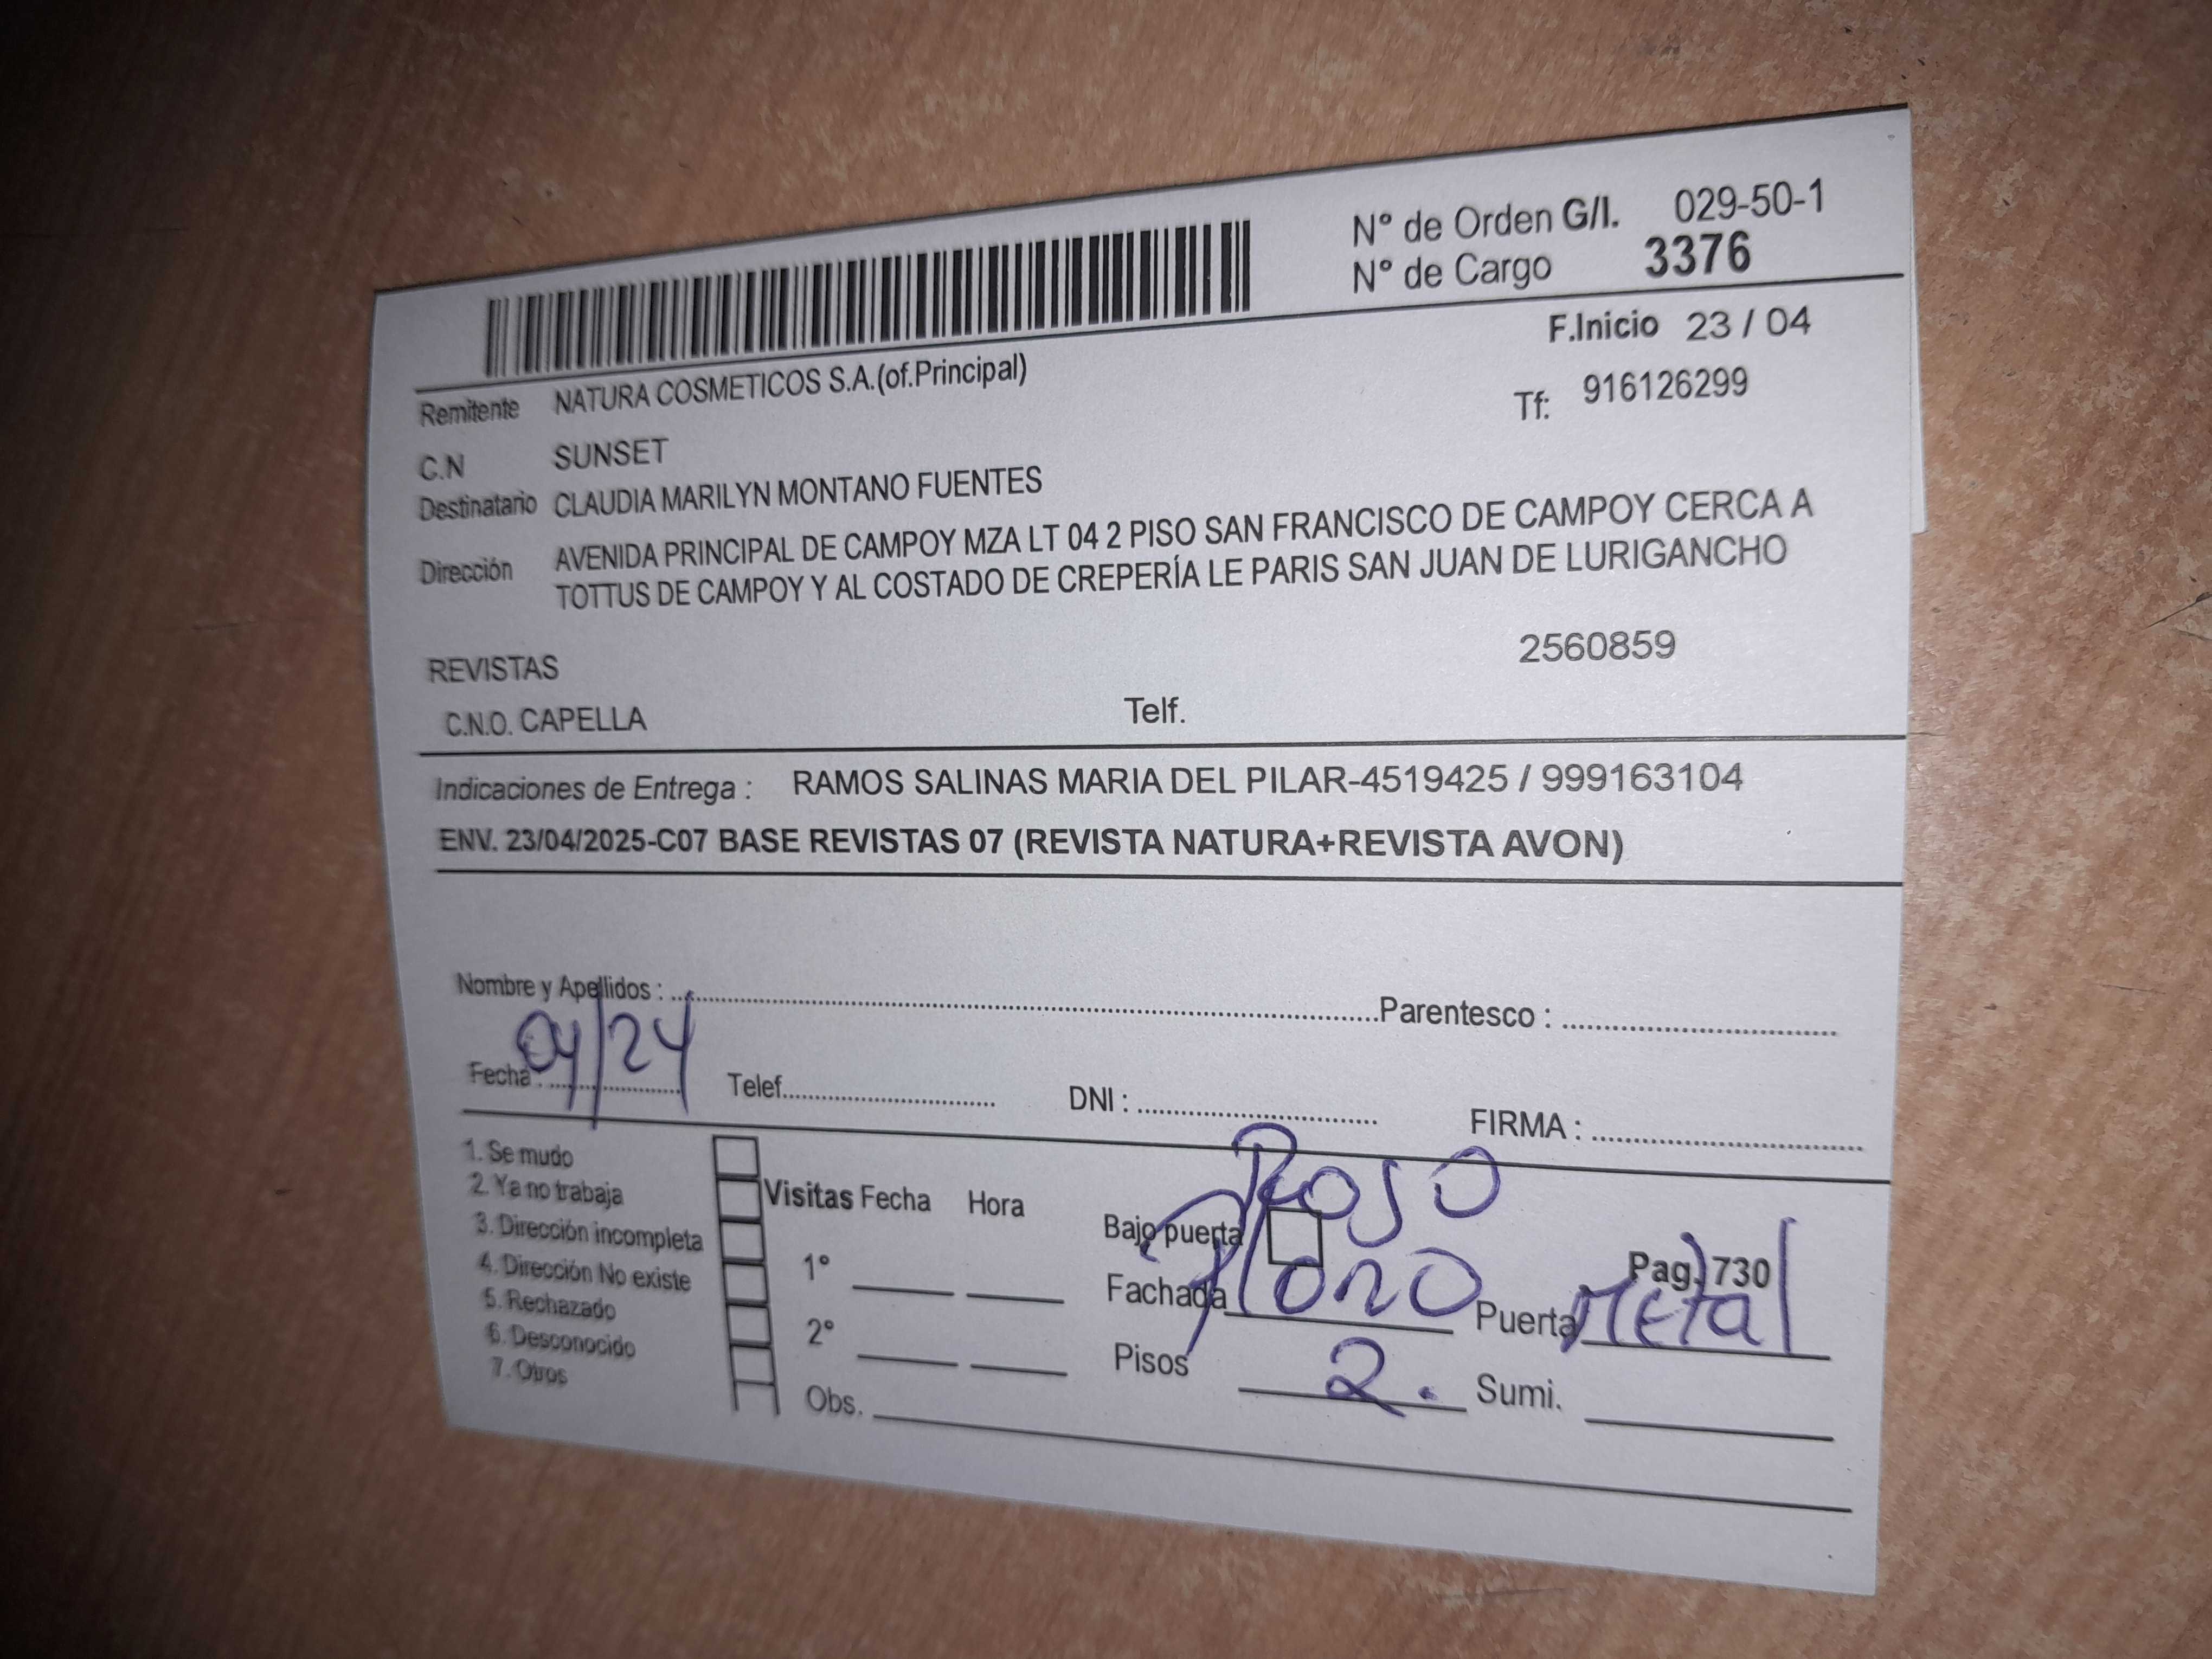 Nº de Orden G/I. 029-50-1
Nº de Cargo 3376
F.Inicio 23 / 04
Remitente NATURA COSMETICOS S.A.(of.Principal)
Tf: 916126299
C.N SUNSET
Destinatario CLAUDIA MARILYN MONTANO FUENTES
Dirección AVENIDA PRINCIPAL DE CAMPOY MZA LT 04 2 PISO SAN FRANCISCO DE CAMPOY CERCA A
TOTTUS DE CAMPOY Y AL COSTADO DE CREPERÍA LE PARIS SAN JUAN DE LURIGANCHO
2560859
REVISTAS
C.N.O. CAPELLA Telf.
Indicaciones de Entrega : RAMOS SALINAS MARIA DEL PILAR-4519425 / 999163104
ENV. 23/04/2025-C07 BASE REVISTAS 07 (REVISTA NATURA+REVISTA AVON)
Nombre y Apellidos : Parentesco :
Fecha : 04/24 Telef. DNI : FIRMA :
1. Se mudo
2. Ya no trabaja
3. Dirección incompleta
4. Dirección No existe
5. Rechazado
6. Desconocido
7. Otros
Visitas Fecha Hora
1º
2º
Obs.
Bajo puerta
Pag. 730
Fachada Puerta Metal
Pisos 2. Sumi.